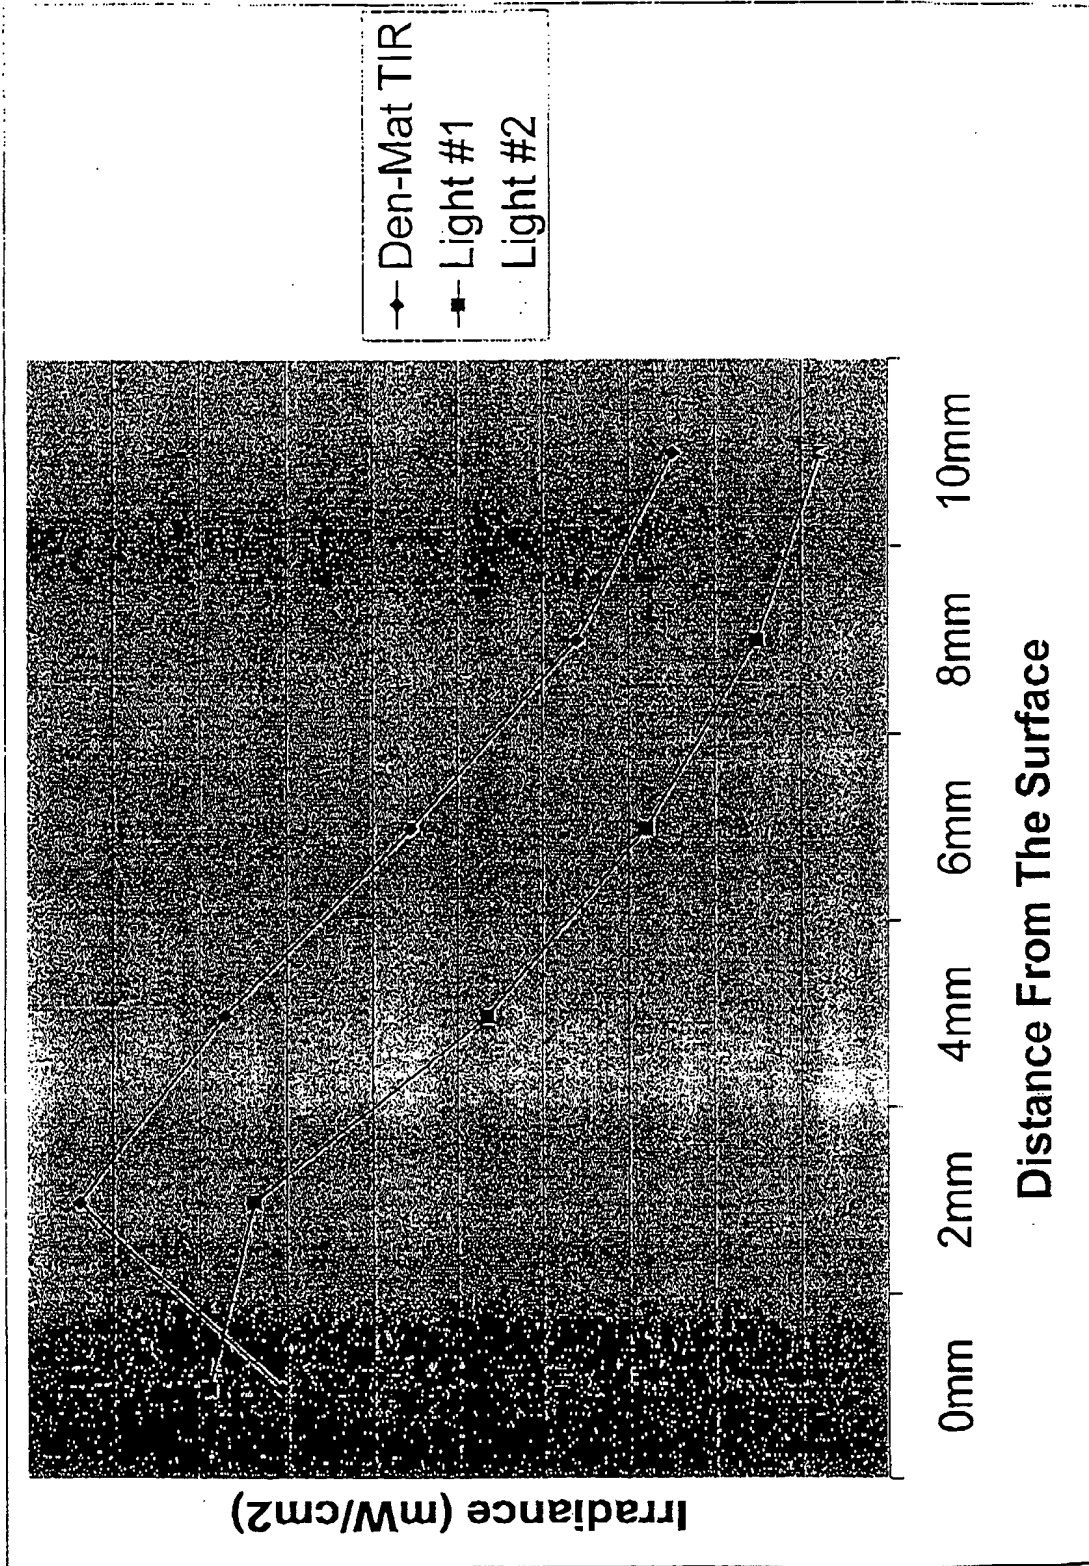 Irradiance (mW/cm2)
0mm 2mm 4mm 6mm 8mm 10mm
Distance From The Surface
Den-Mat TIR
Light #1
Light #2